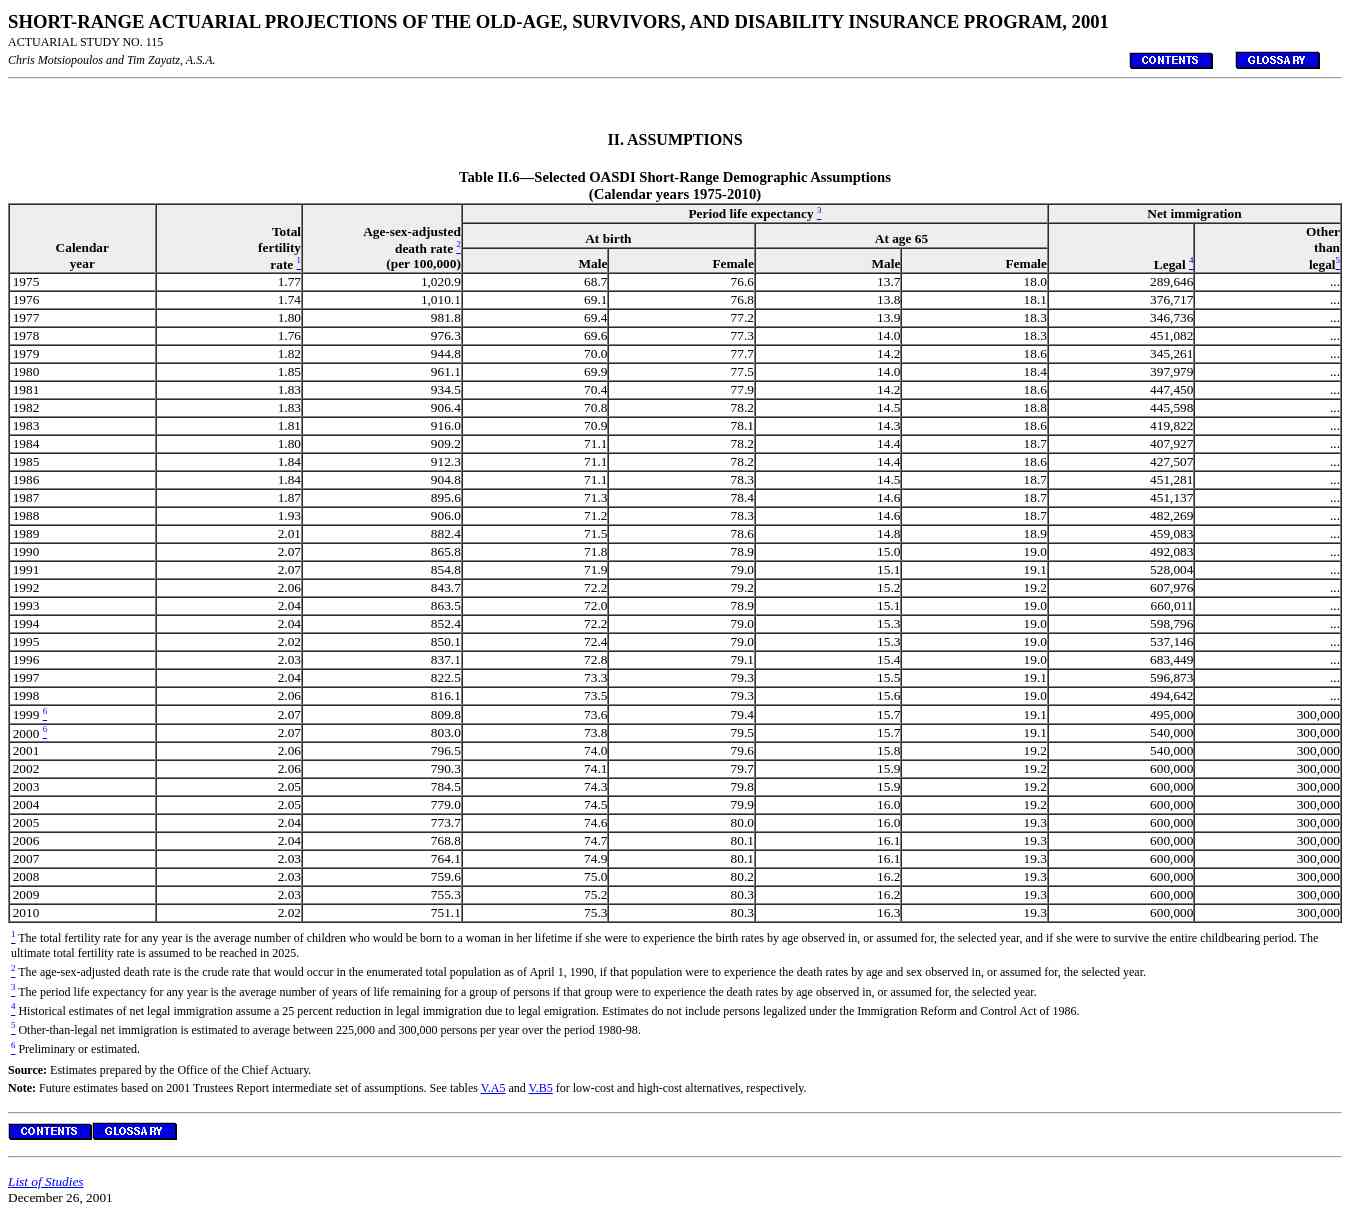 SHORT-RANGE ACTUARIAL PROJECTIONS OF THE OLD-AGE, SURVIVORS, AND DISABILITY INSURANCE PROGRAM, 2001
ACTUARIAL STUDY NO. 115
Chris Motsiopoulos and Tim Zayatz, A.S.A. CONTENTS GLOSSARY
II. ASSUMPTIONS
Table II.6—Selected OASDI Short-Range Demographic Assumptions
(Calendar years 1975-2010)
Calendar year Total fertility rate 1 Age-sex-adjusted death rate 2 (per 100,000) Period life expectancy 3 Net immigration
At birth At age 65 Legal 4 Other than legal5
Male Female Male Female
1975 1.77 1,020.9 68.7 76.6 13.7 18.0 289,646 ...
1976 1.74 1,010.1 69.1 76.8 13.8 18.1 376,717 ...
1977 1.80 981.8 69.4 77.2 13.9 18.3 346,736 ...
1978 1.76 976.3 69.6 77.3 14.0 18.3 451,082 ...
1979 1.82 944.8 70.0 77.7 14.2 18.6 345,261 ...
1980 1.85 961.1 69.9 77.5 14.0 18.4 397,979 ...
1981 1.83 934.5 70.4 77.9 14.2 18.6 447,450 ...
1982 1.83 906.4 70.8 78.2 14.5 18.8 445,598 ...
1983 1.81 916.0 70.9 78.1 14.3 18.6 419,822 ...
1984 1.80 909.2 71.1 78.2 14.4 18.7 407,927 ...
1985 1.84 912.3 71.1 78.2 14.4 18.6 427,507 ...
1986 1.84 904.8 71.1 78.3 14.5 18.7 451,281 ...
1987 1.87 895.6 71.3 78.4 14.6 18.7 451,137 ...
1988 1.93 906.0 71.2 78.3 14.6 18.7 482,269 ...
1989 2.01 882.4 71.5 78.6 14.8 18.9 459,083 ...
1990 2.07 865.8 71.8 78.9 15.0 19.0 492,083 ...
1991 2.07 854.8 71.9 79.0 15.1 19.1 528,004 ...
1992 2.06 843.7 72.2 79.2 15.2 19.2 607,976 ...
1993 2.04 863.5 72.0 78.9 15.1 19.0 660,011 ...
1994 2.04 852.4 72.2 79.0 15.3 19.0 598,796 ...
1995 2.02 850.1 72.4 79.0 15.3 19.0 537,146 ...
1996 2.03 837.1 72.8 79.1 15.4 19.0 683,449 ...
1997 2.04 822.5 73.3 79.3 15.5 19.1 596,873 ...
1998 2.06 816.1 73.5 79.3 15.6 19.0 494,642 ...
1999 6 2.07 809.8 73.6 79.4 15.7 19.1 495,000 300,000
2000 6 2.07 803.0 73.8 79.5 15.7 19.1 540,000 300,000
2001 2.06 796.5 74.0 79.6 15.8 19.2 540,000 300,000
2002 2.06 790.3 74.1 79.7 15.9 19.2 600,000 300,000
2003 2.05 784.5 74.3 79.8 15.9 19.2 600,000 300,000
2004 2.05 779.0 74.5 79.9 16.0 19.2 600,000 300,000
2005 2.04 773.7 74.6 80.0 16.0 19.3 600,000 300,000
2006 2.04 768.8 74.7 80.1 16.1 19.3 600,000 300,000
2007 2.03 764.1 74.9 80.1 16.1 19.3 600,000 300,000
2008 2.03 759.6 75.0 80.2 16.2 19.3 600,000 300,000
2009 2.03 755.3 75.2 80.3 16.2 19.3 600,000 300,000
2010 2.02 751.1 75.3 80.3 16.3 19.3 600,000 300,000
1 The total fertility rate for any year is the average number of children who would be born to a woman in her lifetime if she were to experience the birth rates by age observed in, or assumed for, the selected year, and if she were to survive the entire childbearing period. The
ultimate total fertility rate is assumed to be reached in 2025.
2 The age-sex-adjusted death rate is the crude rate that would occur in the enumerated total population as of April 1, 1990, if that population were to experience the death rates by age and sex observed in, or assumed for, the selected year.
3 The period life expectancy for any year is the average number of years of life remaining for a group of persons if that group were to experience the death rates by age observed in, or assumed for, the selected year.
4 Historical estimates of net legal immigration assume a 25 percent reduction in legal immigration due to legal emigration. Estimates do not include persons legalized under the Immigration Reform and Control Act of 1986.
5 Other-than-legal net immigration is estimated to average between 225,000 and 300,000 persons per year over the period 1980-98.
6 Preliminary or estimated.
Source: Estimates prepared by the Office of the Chief Actuary.
Note: Future estimates based on 2001 Trustees Report intermediate set of assumptions. See tables V.A5 and V.B5 for low-cost and high-cost alternatives, respectively.
CONTENTS GLOSSARY
List of Studies
December 26, 2001